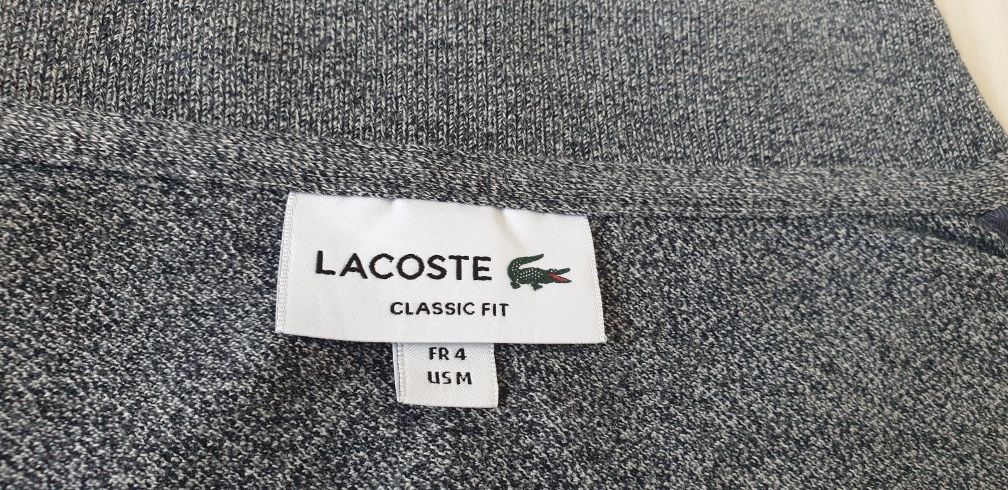 LACOSTE
CLASSIC FIT
FR 4
US M